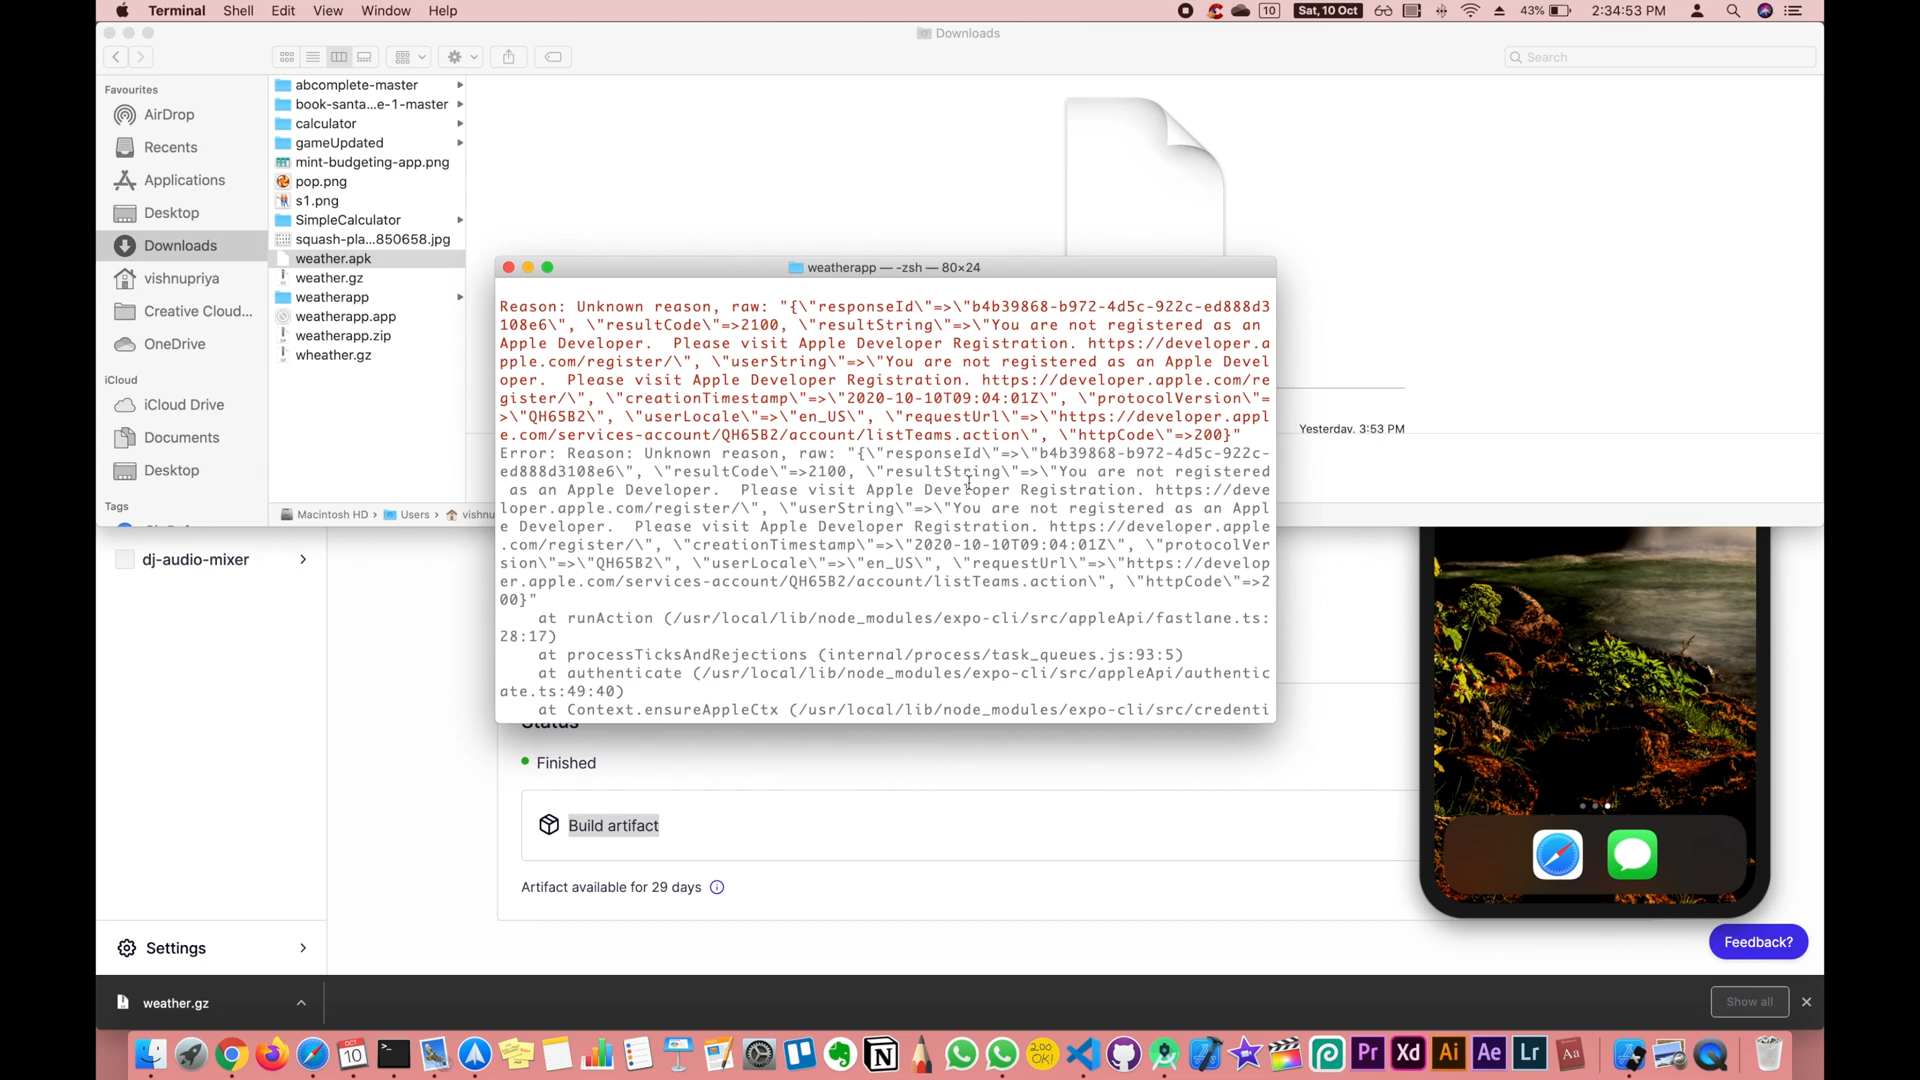 Terminal Shell Edit View Window Help
10 Sat, 10 Oct 43% 2:34:53 PM
Downloads
Search
Favourites
AirDrop
Recents
Applications
Desktop
Downloads
vishnupriya
Creative Cloud...
OneDrive
iCloud
iCloud Drive
Documents
Desktop
Tags
abcomplete-master
book-santa...e-1-master
calculator
gameUpdated
mint-budgeting-app.png
pop.png
s1.png
SimpleCalculator
squash-pla...850658.jpg
weather.apk
weather.gz
weatherapp
weatherapp.app
weatherapp.zip
wheather.gz
Yesterday, 3:53 PM
Macintosh HD › Users › vishnu
weatherapp — -zsh — 80×24
Reason: Unknown reason, raw: "{\"responseId\"=>\"b4b39868-b972-4d5c-922c-ed888d3
108e6\", \"resultCode\"=>2100, \"resultString\"=>\"You are not registered as an
Apple Developer.  Please visit Apple Developer Registration. https://developer.a
pple.com/register/\", \"userString\"=>\"You are not registered as an Apple Devel
oper.  Please visit Apple Developer Registration. https://developer.apple.com/re
gister/\", \"creationTimestamp\"=>\"2020-10-10T09:04:01Z\", \"protocolVersion\"=
>\"QH65B2\", \"userLocale\"=>\"en_US\", \"requestUrl\"=>\"https://developer.appl
e.com/services-account/QH65B2/account/listTeams.action\", \"httpCode\"=>200}"
Error: Reason: Unknown reason, raw: "{\"responseId\"=>\"b4b39868-b972-4d5c-922c-
ed888d3108e6\", \"resultCode\"=>2100, \"resultString\"=>\"You are not registered
 as an Apple Developer.  Please visit Apple Developer Registration. https://deve
loper.apple.com/register/\", \"userString\"=>\"You are not registered as an Appl
e Developer.  Please visit Apple Developer Registration. https://developer.apple
.com/register/\", \"creationTimestamp\"=>\"2020-10-10T09:04:01Z\", \"protocolVer
sion\"=>\"QH65B2\", \"userLocale\"=>\"en_US\", \"requestUrl\"=>\"https://develop
er.apple.com/services-account/QH65B2/account/listTeams.action\", \"httpCode\"=>2
00}"
    at runAction (/usr/local/lib/node_modules/expo-cli/src/appleApi/fastlane.ts:
28:17)
    at processTicksAndRejections (internal/process/task_queues.js:93:5)
    at authenticate (/usr/local/lib/node_modules/expo-cli/src/appleApi/authentic
ate.ts:49:40)
    at Context.ensureAppleCtx (/usr/local/lib/node_modules/expo-cli/src/credenti
dj-audio-mixer
Status
Finished
Build artifact
Artifact available for 29 days
Settings
Feedback?
weather.gz
Show all
OCT
10
200
OK!
Pr Xd Ai Ae Lr Aa